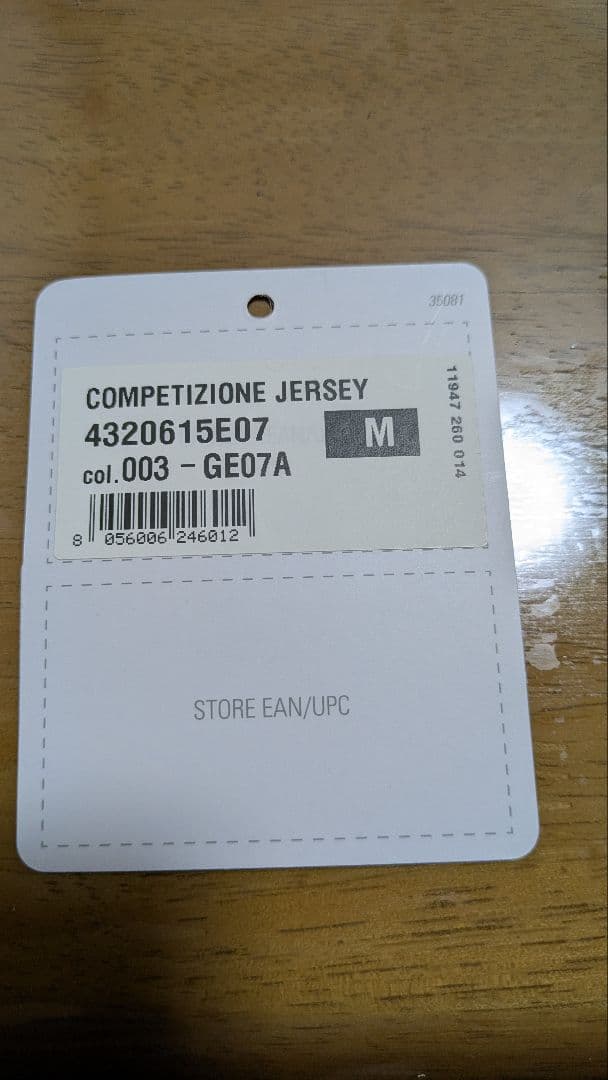 35081
COMPETIZIONE JERSEY
4320615E07
M
col.003 - GE07A
8 056006 246012
11947 260 014
STORE EAN/UPC